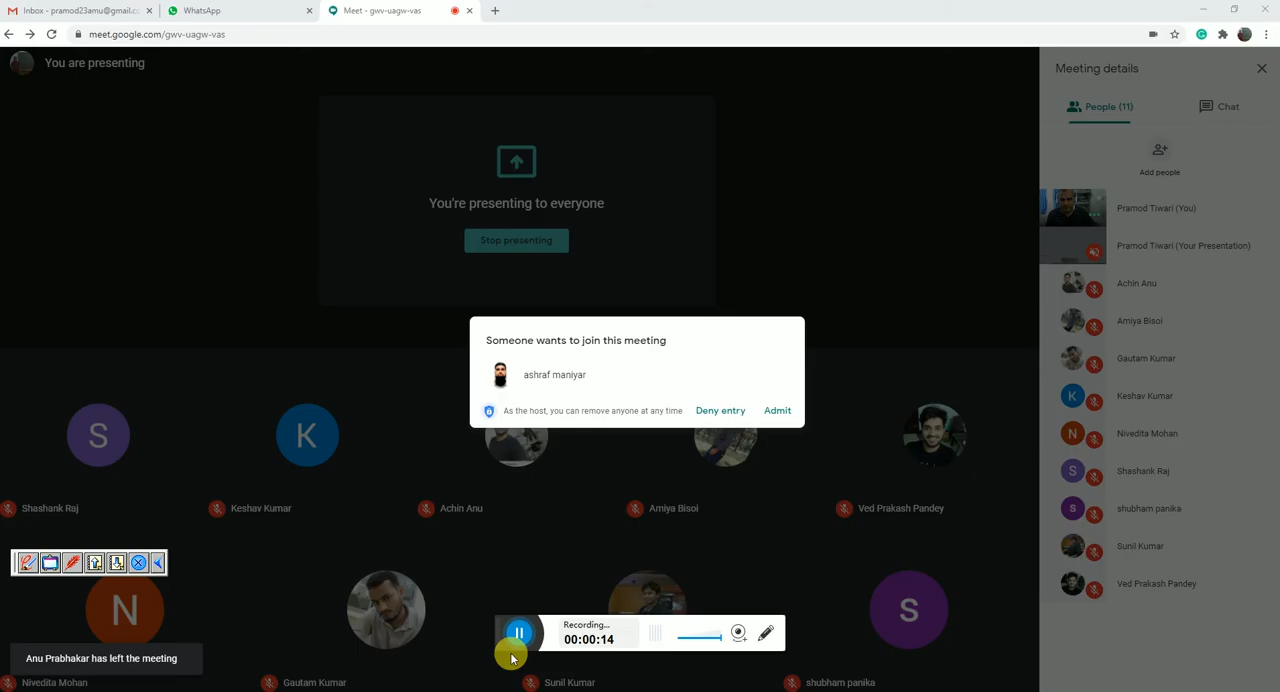 Inbox - pramod23amu@gmail.co
WhatsApp
Meet - gwv-uagw-vas
meet.google.com/gwv-uagw-vas
You are presenting
You're presenting to everyone
Stop presenting
Someone wants to join this meeting
ashraf maniyar
As the host, you can remove anyone at any time
Deny entry
Admit
S
K
Shashank Raj
Keshav Kumar
Achin Anu
Amiya Bisoi
Ved Prakash Pandey
N
S
Recording...
00:00:14
Anu Prabhakar has left the meeting
Nivedita Mohan
Gautam Kumar
Sunil Kumar
shubham panika
Meeting details
People (11)
Chat
Add people
Pramod Tiwari (You)
Pramod Tiwari (Your Presentation)
Achin Anu
Amiya Bisoi
Gautam Kumar
K
Keshav Kumar
N
Nivedita Mohan
S
Shashank Raj
S
shubham panika
Sunil Kumar
Ved Prakash Pandey